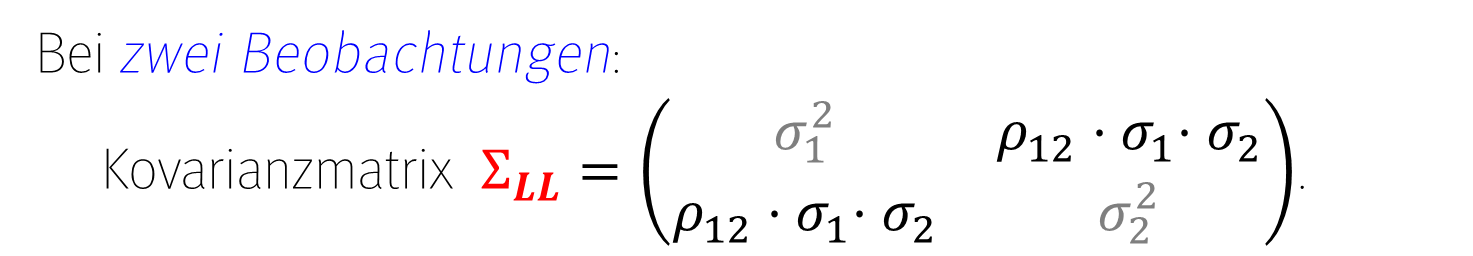 Bei zwei Beobachtungen:
Kovarianzmatrix Σ_LL = ( σ₁²  ρ₁₂ · σ₁ · σ₂
ρ₁₂ · σ₁ · σ₂  σ₂² ).